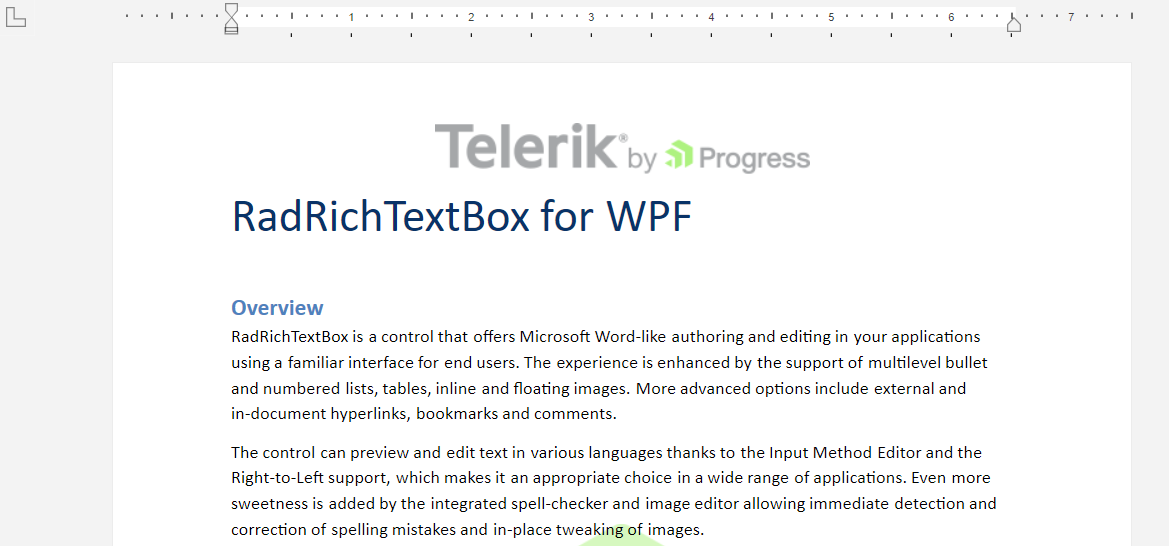 1 2 3 4 5 6 7
Telerik® by Progress
RadRichTextBox for WPF
Overview
RadRichTextBox is a control that offers Microsoft Word-like authoring and editing in your applications
using a familiar interface for end users. The experience is enhanced by the support of multilevel bullet
and numbered lists, tables, inline and floating images. More advanced options include external and
in-document hyperlinks, bookmarks and comments.
The control can preview and edit text in various languages thanks to the Input Method Editor and the
Right-to-Left support, which makes it an appropriate choice in a wide range of applications. Even more
sweetness is added by the integrated spell-checker and image editor allowing immediate detection and
correction of spelling mistakes and in-place tweaking of images.